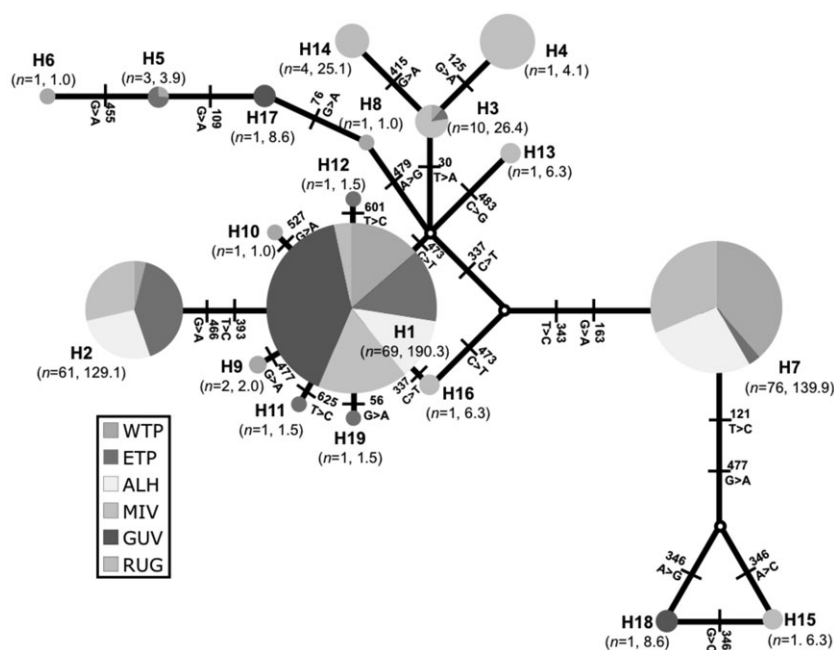 H6
(n=1, 1.0)
455
G>A
H5
(n=3, 3.9)
109
G>A
H17
(n=1, 8.6)
76
G>A
H8
(n=1, 1.0)
H14
(n=4, 25.1)
415
G>A
125
G>A
H4
(n=1, 4.1)
H3
(n=10, 26.4)
30
T>A
H13
(n=1, 6.3)
483
C>G
479
A>G
H12
(n=1, 1.5)
601
T>C
H10
(n=1, 1.0)
527
G>A
473
C>T
337
C>T
H2
(n=61, 129.1)
466
G>A
393
T>C
H1
(n=69, 190.3)
343
T>C
163
G>A
H7
(n=76, 139.9)
473
C>T
337
C>T
H16
(n=1, 6.3)
H9
(n=2, 2.0)
477
G>A
H11
(n=1, 1.5)
625
T>C
56
G>A
H19
(n=1, 1.5)
WTP
ETP
ALH
MIV
GUV
RUG
121
T>C
477
G>A
346
A>G
346
A>C
H18
(n=1, 8.6)
346
G>C
H15
(n=1. 6.3)